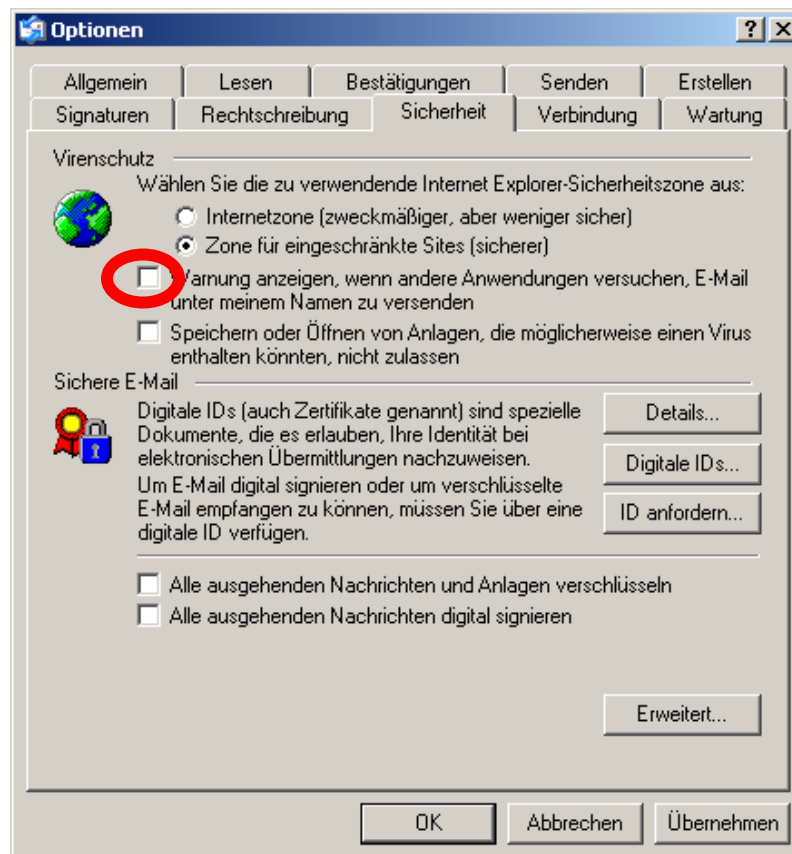 Optionen
Allgemein Lesen Bestätigungen Senden Erstellen
Signaturen Rechtschreibung Sicherheit Verbindung Wartung
Virenschutz
Wählen Sie die zu verwendende Internet Explorer-Sicherheitszone aus:
Internetzone (zweckmäßiger, aber weniger sicher)
Zone für eingeschränkte Sites (sicherer)
Warnung anzeigen, wenn andere Anwendungen versuchen, E-Mail
unter meinem Namen zu versenden
Speichern oder Öffnen von Anlagen, die möglicherweise einen Virus
enthalten könnten, nicht zulassen
Sichere E-Mail
Digitale IDs (auch Zertifikate genannt) sind spezielle
Dokumente, die es erlauben, Ihre Identität bei
elektronischen Übermittlungen nachzuweisen.
Um E-Mail digital signieren oder um verschlüsselte
E-Mail empfangen zu können, müssen Sie über eine
digitale ID verfügen.
Details...
Digitale IDs...
ID anfordern...
Alle ausgehenden Nachrichten und Anlagen verschlüsseln
Alle ausgehenden Nachrichten digital signieren
Erweitert...
OK Abbrechen Übernehmen